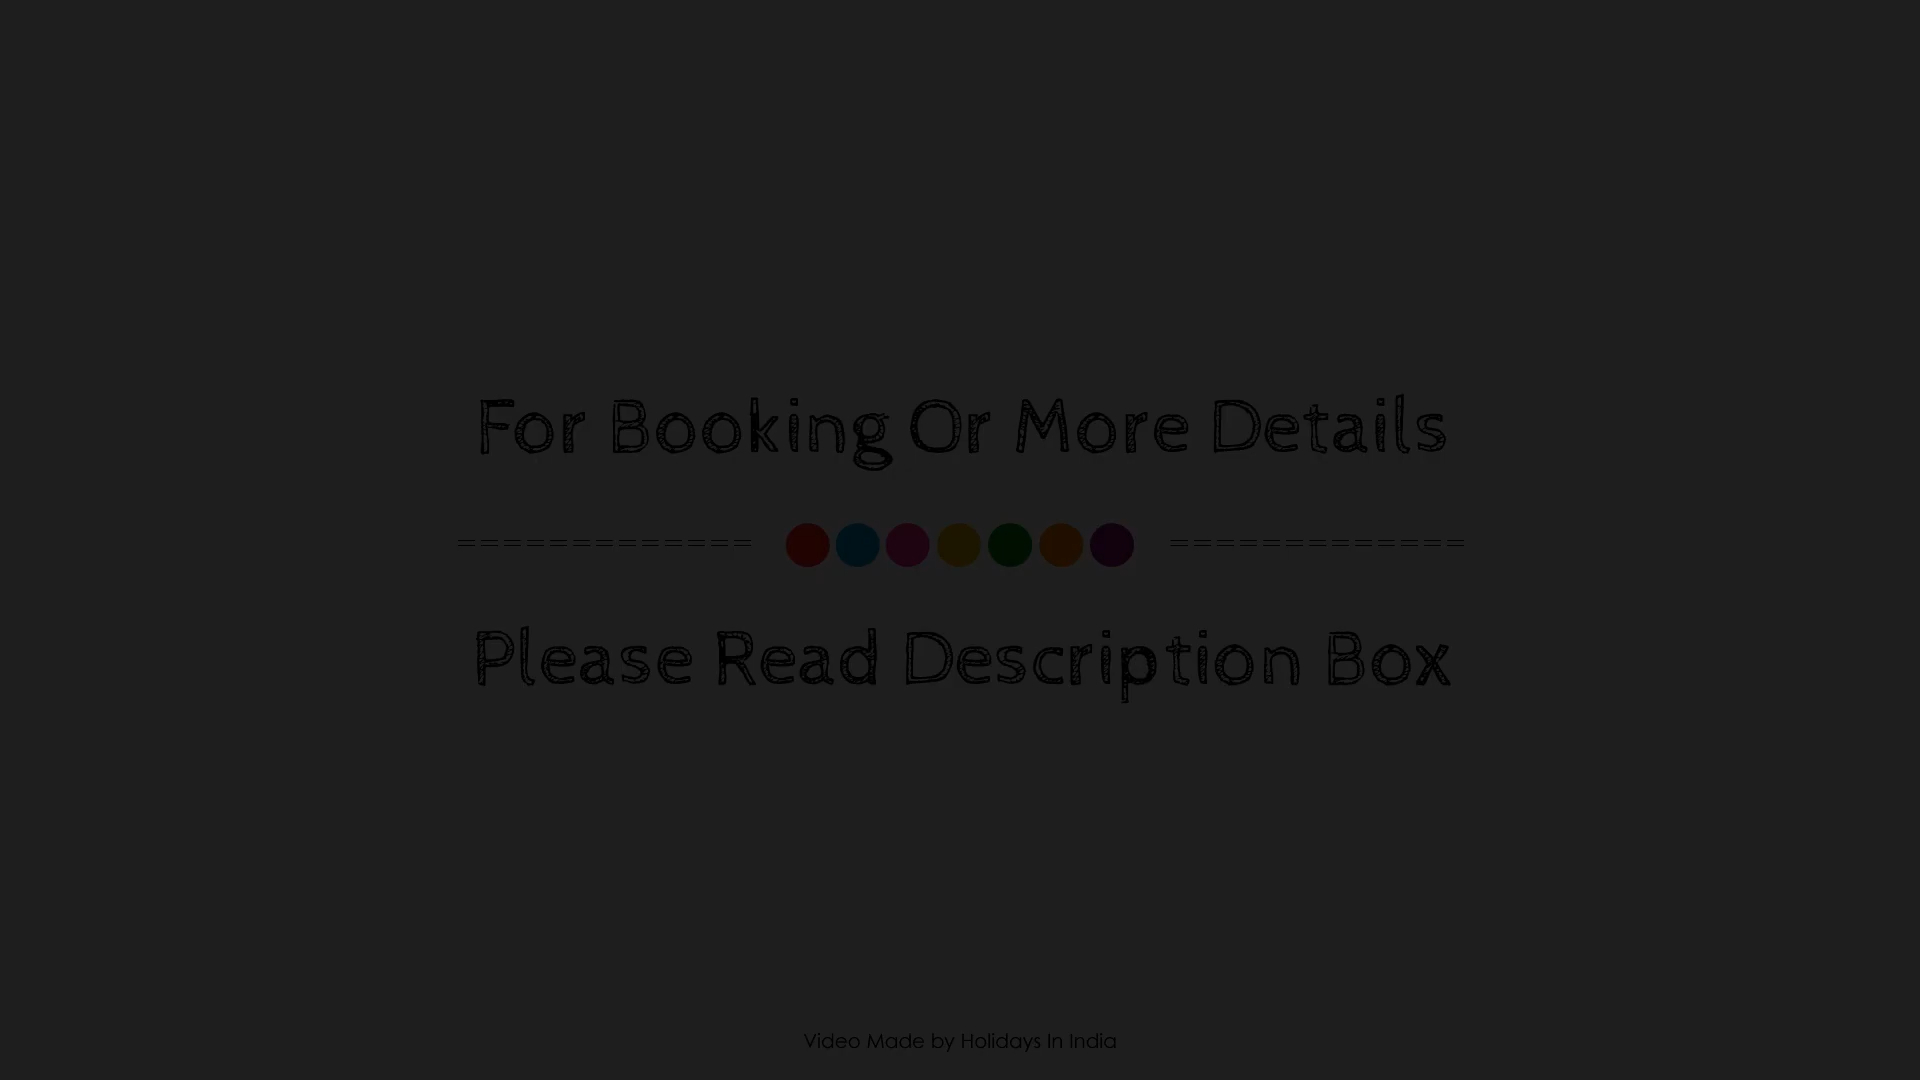 For Booking Or More Details
============= =============
Please Read Description Box
Video Made by Holidays In India